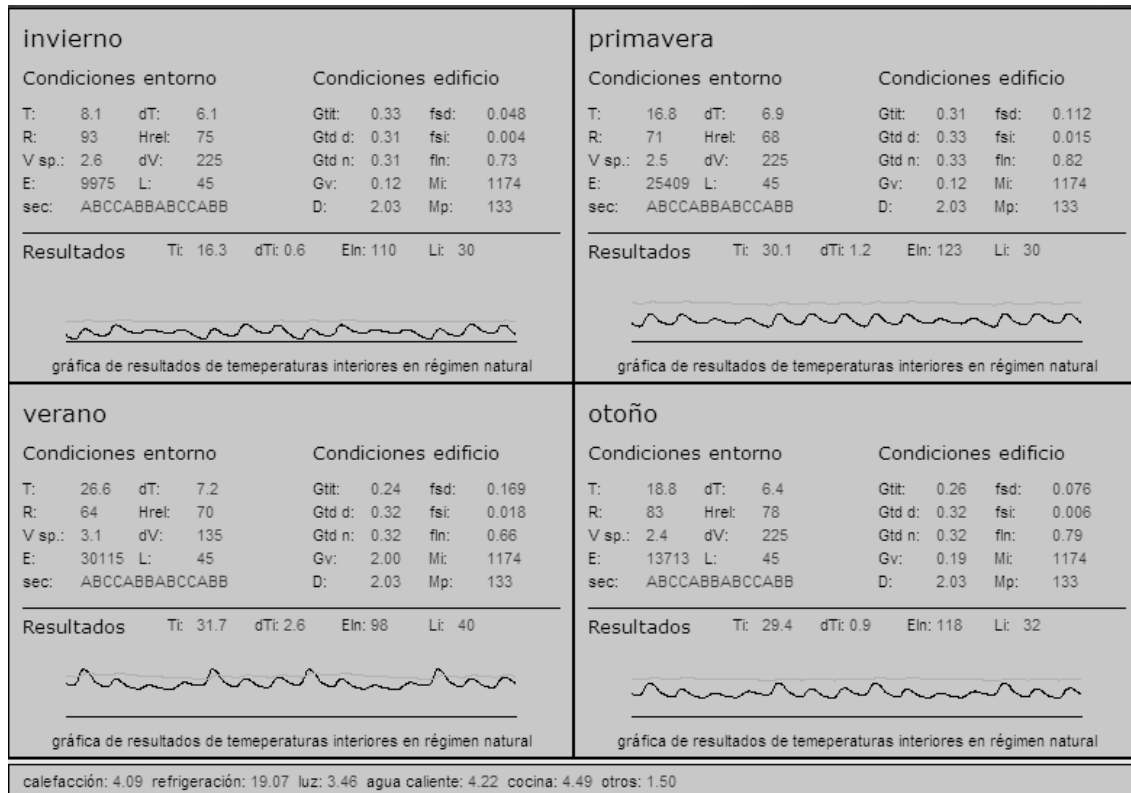 invierno
Condiciones entorno Condiciones edificio
T: 8.1 dT: 6.1 Gtit: 0.33 fsd: 0.048
R: 93 Hrel: 75 Gtd d: 0.31 fsi: 0.004
V sp.: 2.6 dV: 225 Gtd n: 0.31 fln: 0.73
E: 9975 L: 45 Gv: 0.12 Mi: 1174
sec: ABCCABBABCCABB D: 2.03 Mp: 133
Resultados Ti: 16.3 dTi: 0.6 Eln: 110 Li: 30
gráfica de resultados de temeperaturas interiores en régimen natural
primavera
Condiciones entorno Condiciones edificio
T: 16.8 dT: 6.9 Gtit: 0.31 fsd: 0.112
R: 71 Hrel: 68 Gtd d: 0.33 fsi: 0.015
V sp.: 2.5 dV: 225 Gtd n: 0.33 fln: 0.82
E: 25409 L: 45 Gv: 0.12 Mi: 1174
sec: ABCCABBABCCABB D: 2.03 Mp: 133
Resultados Ti: 30.1 dTi: 1.2 Eln: 123 Li: 30
gráfica de resultados de temeperaturas interiores en régimen natural
verano
Condiciones entorno Condiciones edificio
T: 26.6 dT: 7.2 Gtit: 0.24 fsd: 0.169
R: 64 Hrel: 70 Gtd d: 0.32 fsi: 0.018
V sp.: 3.1 dV: 135 Gtd n: 0.32 fln: 0.66
E: 30115 L: 45 Gv: 2.00 Mi: 1174
sec: ABCCABBABCCABB D: 2.03 Mp: 133
Resultados Ti: 31.7 dTi: 2.6 Eln: 98 Li: 40
gráfica de resultados de temeperaturas interiores en régimen natural
otoño
Condiciones entorno Condiciones edificio
T: 18.8 dT: 6.4 Gtit: 0.26 fsd: 0.076
R: 83 Hrel: 78 Gtd d: 0.32 fsi: 0.006
V sp.: 2.4 dV: 225 Gtd n: 0.32 fln: 0.79
E: 13713 L: 45 Gv: 0.19 Mi: 1174
sec: ABCCABBABCCABB D: 2.03 Mp: 133
Resultados Ti: 29.4 dTi: 0.9 Eln: 118 Li: 32
gráfica de resultados de temeperaturas interiores en régimen natural
calefacción: 4.09 refrigeración: 19.07 luz: 3.46 agua caliente: 4.22 cocina: 4.49 otros: 1.50